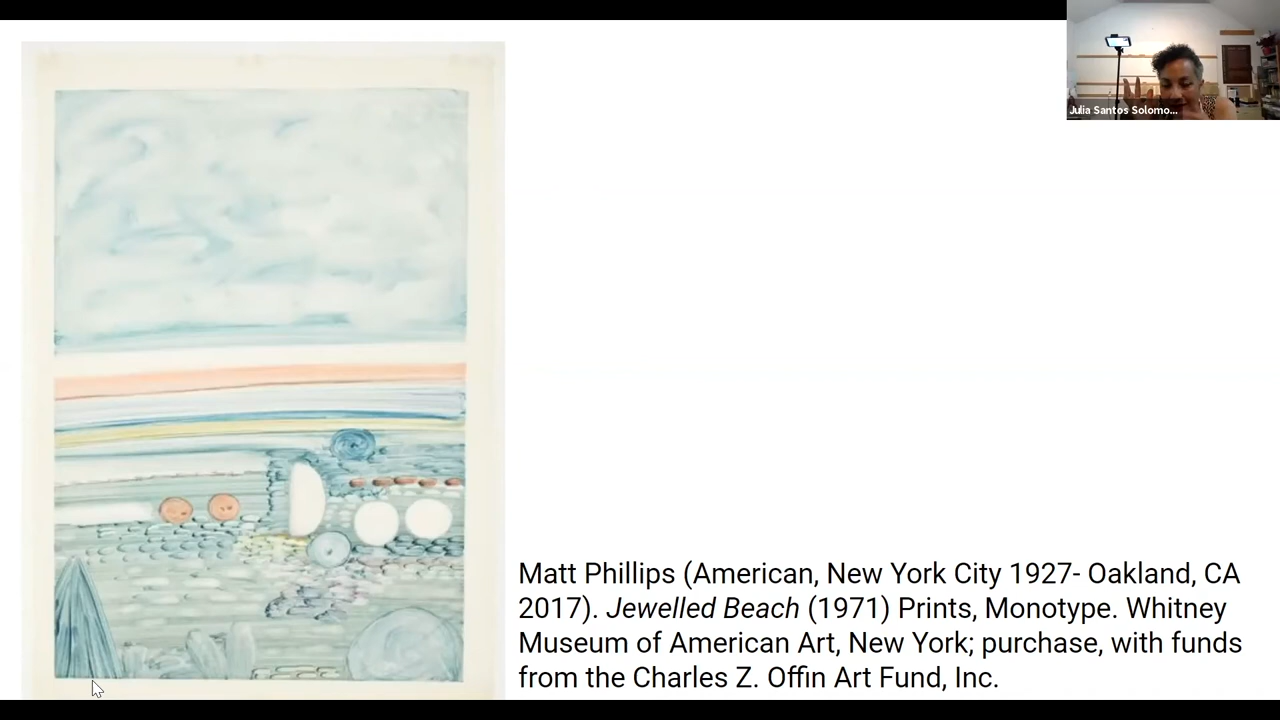 Julia Santos Solomo...
Matt Phillips (American, New York City 1927- Oakland, CA
2017). Jewelled Beach (1971) Prints, Monotype. Whitney
Museum of American Art, New York; purchase, with funds
from the Charles Z. Offin Art Fund, Inc.